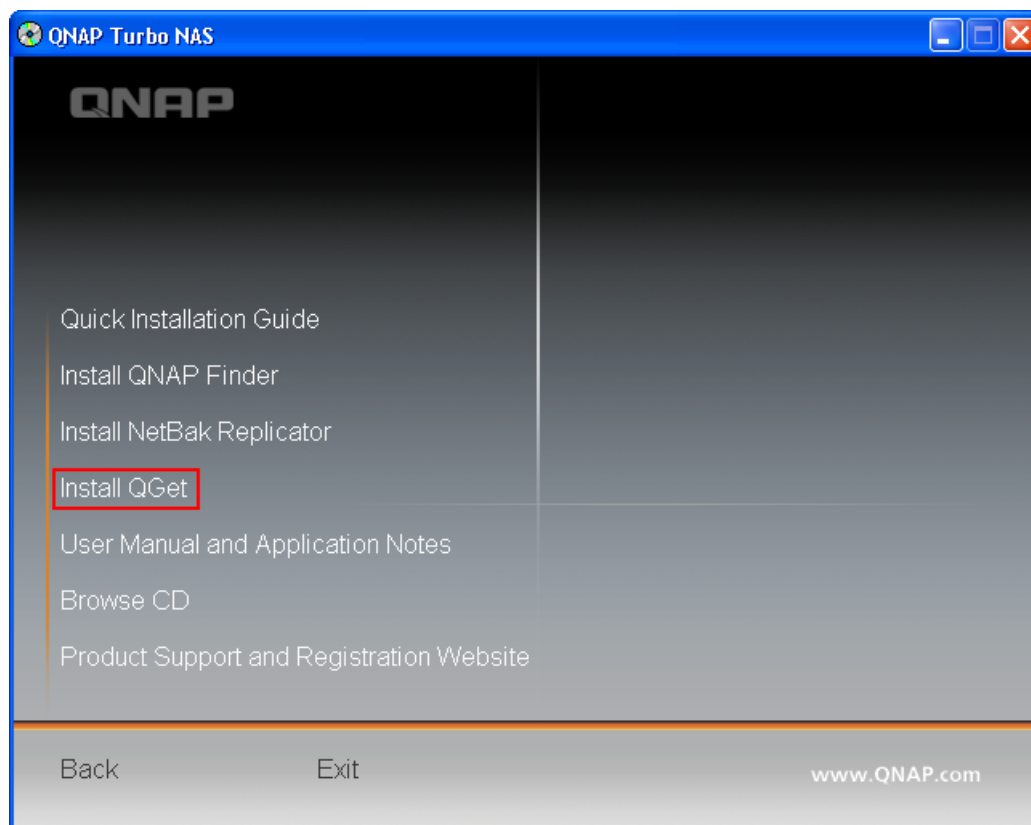 QNAP Turbo NAS
QNAP
Quick Installation Guide
Install QNAP Finder
Install NetBak Replicator
Install QGet
User Manual and Application Notes
Browse CD
Product Support and Registration Website
Back
Exit
www.QNAP.com